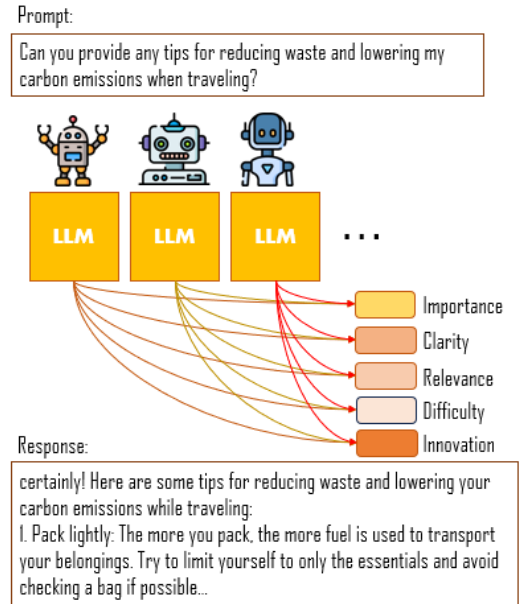 Prompt:
Can you provide any tips for reducing waste and lowering my
carbon emissions when traveling?
LLM
LLM
LLM
...
Importance
Clarity
Relevance
Difficulty
Innovation
Response:
certainly! Here are some tips for reducing waste and lowering your
carbon emissions while traveling:
1. Pack lightly: The more you pack, the more fuel is used to transport
your belongings. Try to limit yourself to only the essentials and avoid
checking a bag if possible...